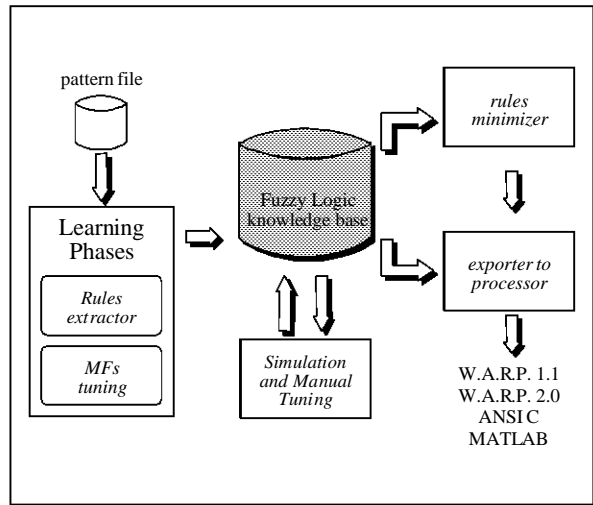 pattern file
Learning
Phases
Rules
extractor
MFs
tuning
Fuzzy Logic
knowledge base
Simulation
and Manual
Tuning
rules
minimizer
exporter to
processor
W.A.R.P. 1.1
W.A.R.P. 2.0
ANSI C
MATLAB